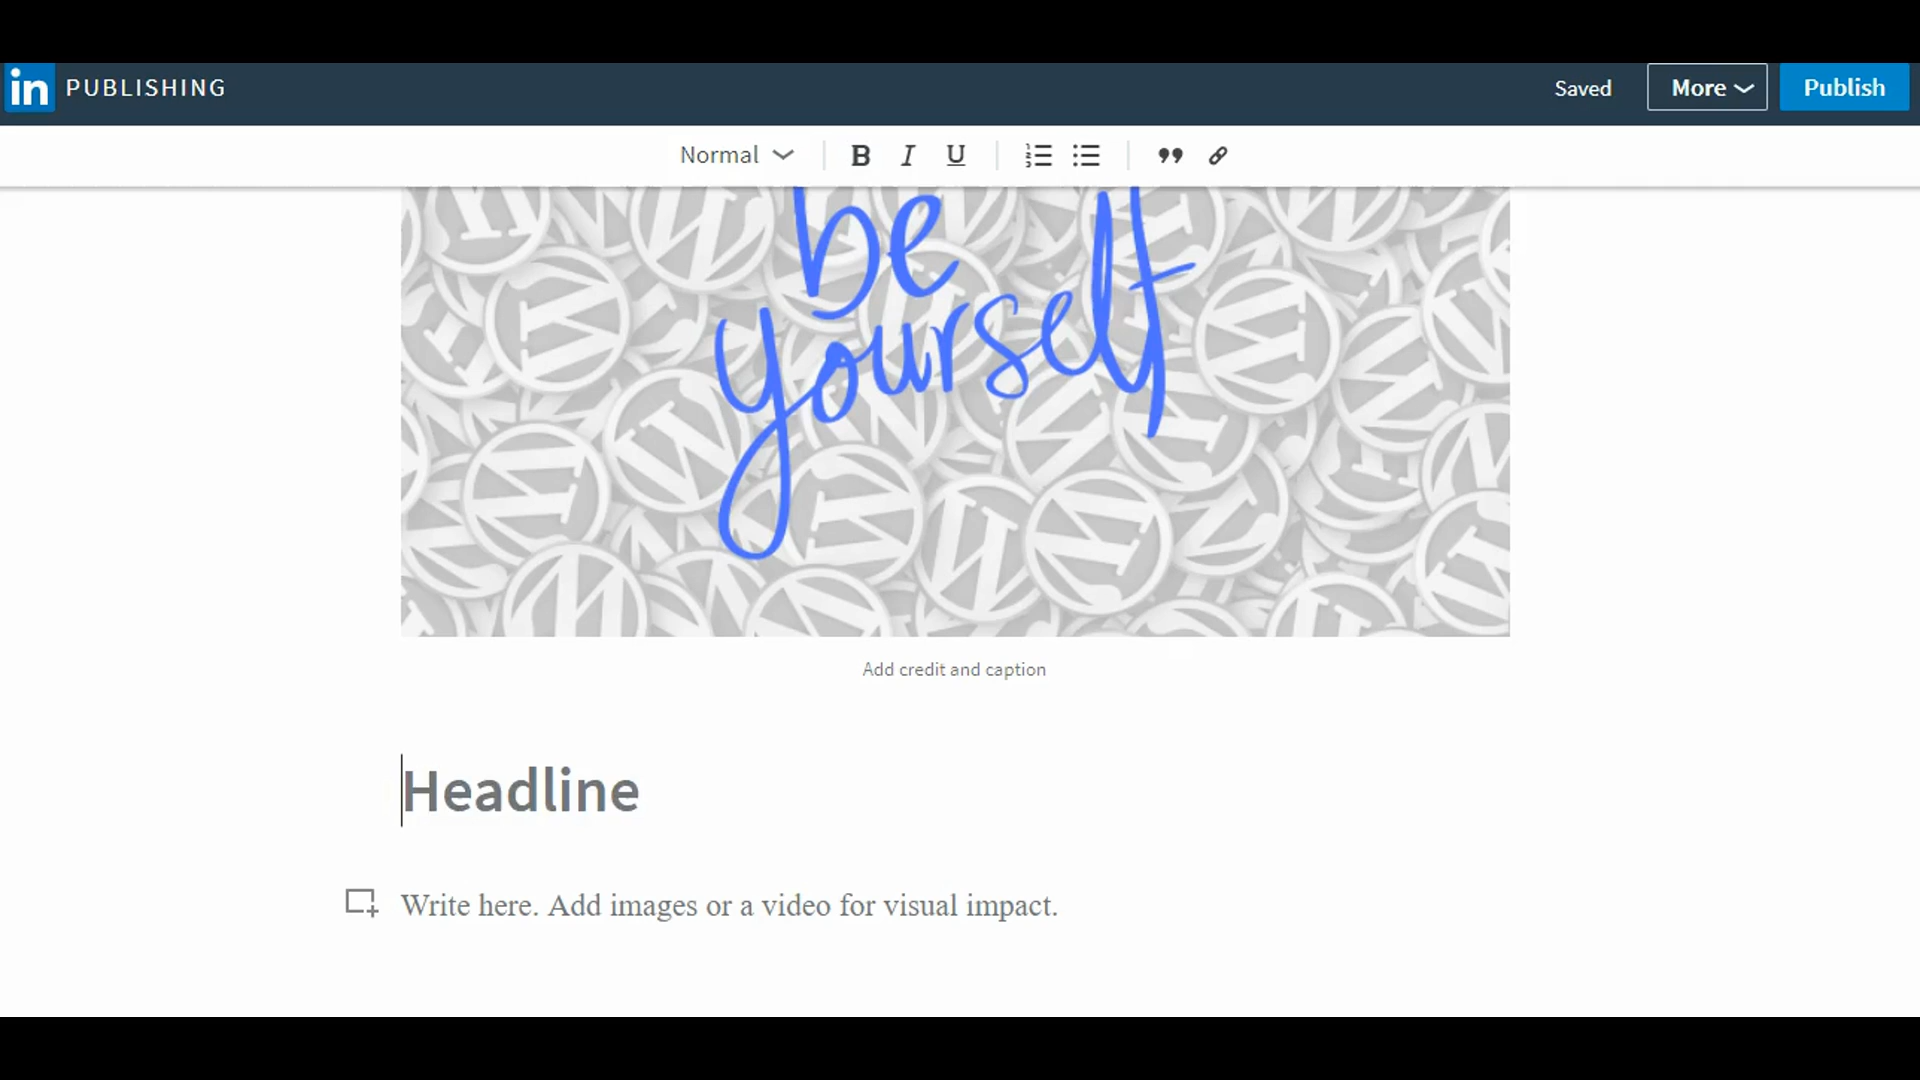 in PUBLISHING Saved More Publish
Normal B I U
be
yourself
Add credit and caption
Headline
Write here. Add images or a video for visual impact.